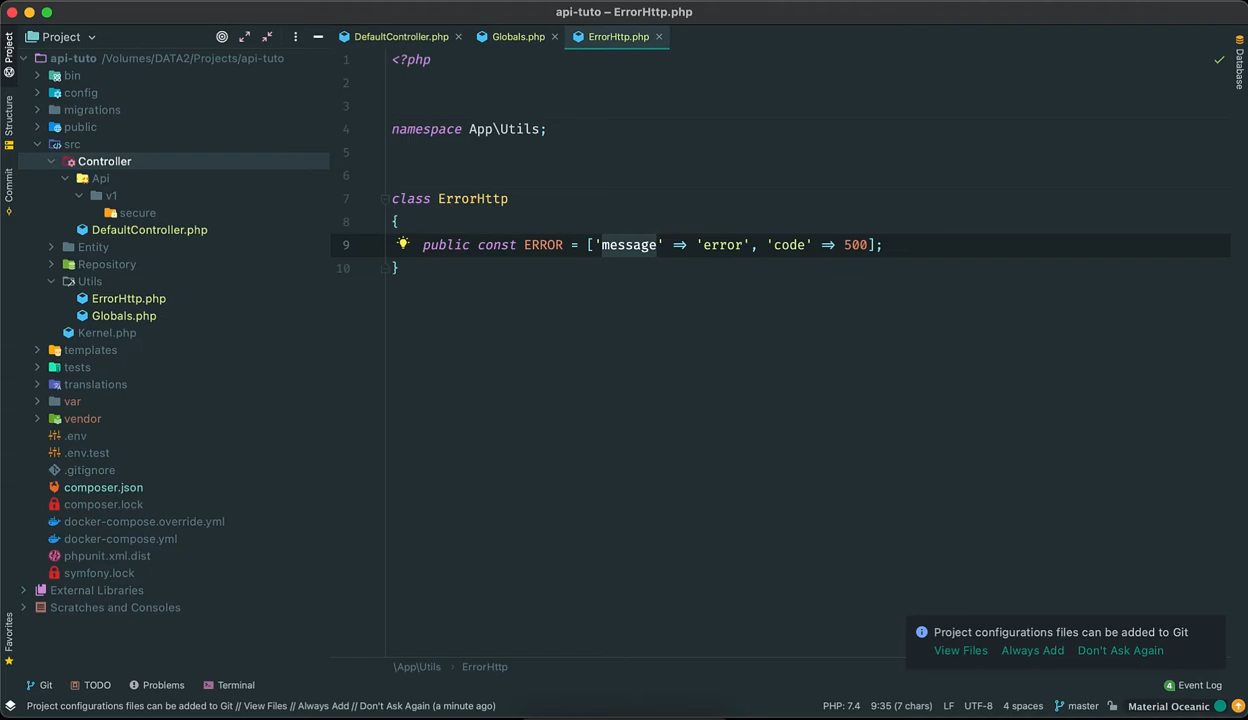 api-tuto – ErrorHttp.php
Project
DefaultController.php
Globals.php
ErrorHttp.php
Project
Structure
Commit
Favorites
Database
api-tuto /Volumes/DATA2/Projects/api-tuto
bin
config
migrations
public
src
Controller
Api
v1
secure
DefaultController.php
Entity
Repository
Utils
ErrorHttp.php
Globals.php
Kernel.php
templates
tests
translations
var
vendor
.env
.env.test
.gitignore
composer.json
composer.lock
docker-compose.override.yml
docker-compose.yml
phpunit.xml.dist
symfony.lock
External Libraries
Scratches and Consoles
1 <?php
2
3
4 namespace App\Utils;
5
6
7 class ErrorHttp
8 {
9 public const ERROR = ['message' => 'error', 'code' => 500];
10 }
Project configurations files can be added to Git
View Files Always Add Don't Ask Again
\App\Utils › ErrorHttp
Git TODO Problems Terminal
4 Event Log
Project configurations files can be added to Git // View Files // Always Add // Don't Ask Again (a minute ago)
PHP: 7.4 9:35 (7 chars) LF UTF-8 4 spaces master Material Oceanic